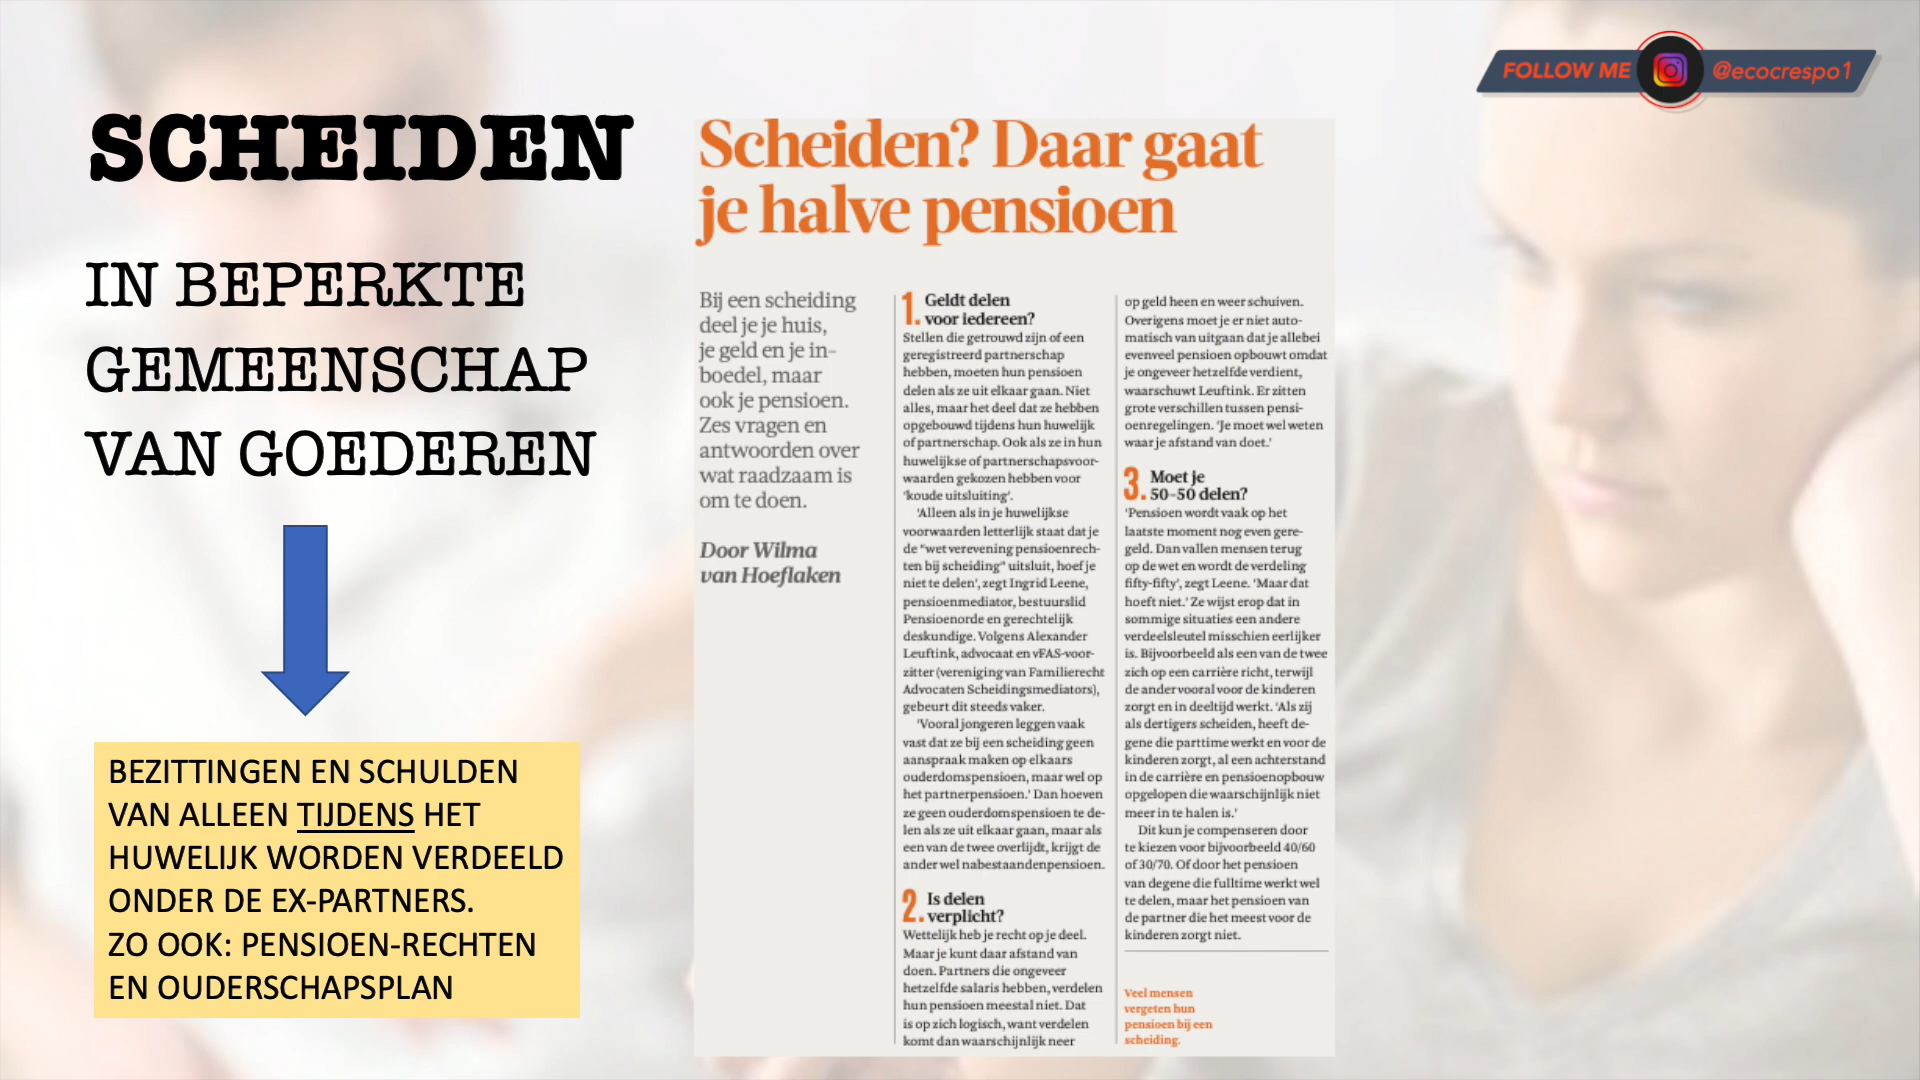 FOLLOW ME @ecocrespo1
SCHEIDEN
IN BEPERKTE
GEMEENSCHAP
VAN GOEDEREN
BEZITTINGEN EN SCHULDEN
VAN ALLEEN TIJDENS HET
HUWELIJK WORDEN VERDEELD
ONDER DE EX-PARTNERS.
ZO OOK: PENSIOEN-RECHTEN
EN OUDERSCHAPSPLAN
Scheiden? Daar gaat
je halve pensioen
Bij een scheiding
deel je je huis,
je geld en je in-
boedel, maar
ook je pensioen.
Zes vragen en
antwoorden over
wat raadzaam is
om te doen.
Door Wilma
van Hoeflaken
1. Geldt delen
voor iedereen?
Stellen die getrouwd zijn of een
geregistreerd partnerschap
hebben, moeten hun pensioen
delen als ze uit elkaar gaan. Niet
alles, maar het deel dat ze hebben
opgebouwd tijdens hun huwelijk
of partnerschap. Ook als ze in hun
huwelijkse of partnerschapsvoor-
waarden gekozen hebben voor
'koude uitsluiting'.
'Alleen als in je huwelijkse
voorwaarden letterlijk staat dat je
de "wet verevening pensioenrech-
ten bij scheiding" uitsluit, hoef je
niet te delen', zegt Ingrid Leene,
pensioenmediator, bestuurslid
Pensioenorde en gerechtelijk
deskundige. Volgens Alexander
Leuftink, advocaat en vFAS-voor-
zitter (vereniging van Familierecht
Advocaten Scheidingsmediators),
gebeurt dit steeds vaker.
'Vooral jongeren leggen vaak
vast dat ze bij een scheiding geen
aanspraak maken op elkaars
ouderdomspensioen, maar wel op
het partnerpensioen.' Dan hoeven
ze geen ouderdomspensioen te de-
len als ze uit elkaar gaan, maar als
een van de twee overlijdt, krijgt de
ander wel nabestaandenpensioen.
2. Is delen
verplicht?
Wettelijk heb je recht op je deel.
Maar je kunt daar afstand van
doen. Partners die ongeveer
hetzelfde salaris hebben, verdelen
hun pensioen meestal niet. Dat
is op zich logisch, want verdelen
komt dan waarschijnlijk neer
op geld heen en weer schuiven.
Overigens moet je er niet auto-
matisch van uitgaan dat je allebei
evenveel pensioen opbouwt omdat
je ongeveer hetzelfde verdient,
waarschuwt Leuftink. Er zitten
grote verschillen tussen pensi-
oenregelingen. 'Je moet wel weten
waar je afstand van doet.'
3. Moet je
50-50 delen?
'Pensioen wordt vaak op het
laatste moment nog even gere-
geld. Dan vallen mensen terug
op de wet en wordt de verdeling
fifty-fifty', zegt Leene. 'Maar dat
hoeft niet.' Ze wijst erop dat in
sommige situaties een andere
verdeelsleutel misschien eerlijker
is. Bijvoorbeeld als een van de twee
zich op een carrière richt, terwijl
de ander vooral voor de kinderen
zorgt en in deeltijd werkt. 'Als zij
als dertigers scheiden, heeft de-
gene die parttime werkt en voor de
kinderen zorgt, al een achterstand
in de carrière en pensioenopbouw
opgelopen die waarschijnlijk niet
meer in te halen is.'
Dit kun je compenseren door
te kiezen voor bijvoorbeeld 40/60
of 30/70. Of door het pensioen
van degene die fulltime werkt wel
te delen, maar het pensioen van
de partner die het meest voor de
kinderen zorgt niet.
Veel mensen
vergeten hun
pensioen bij een
scheiding.